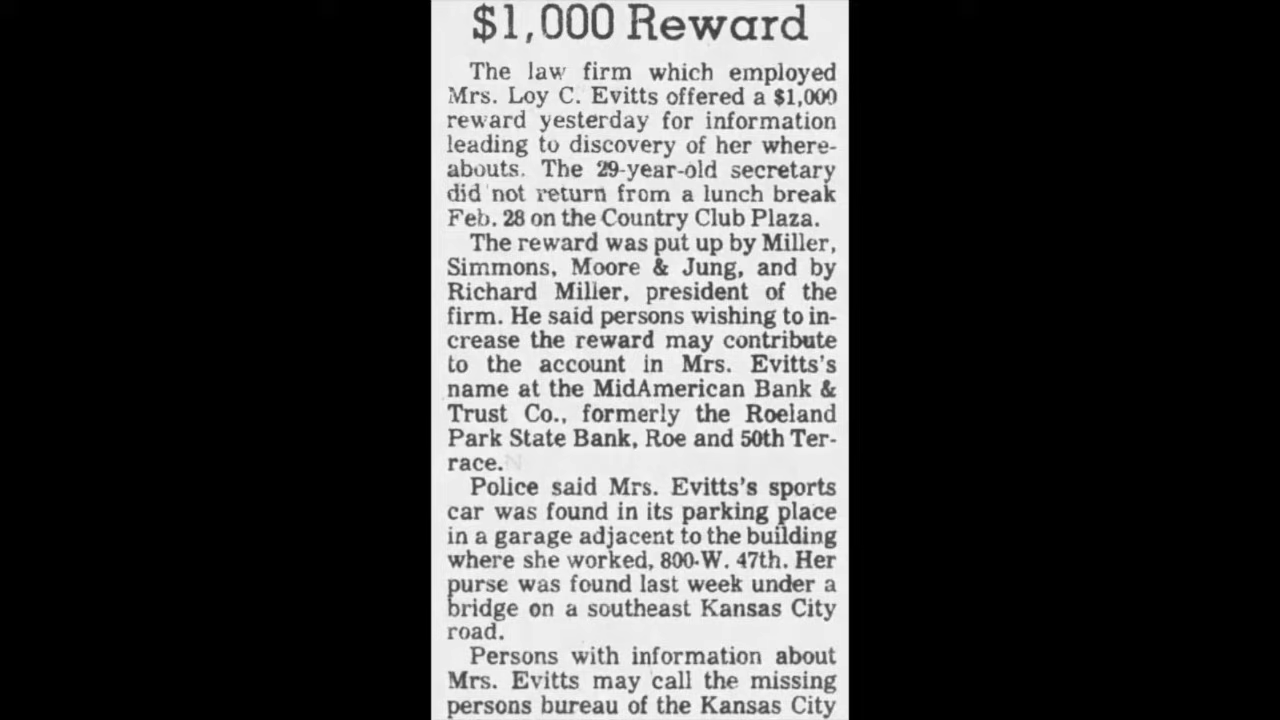 $1,000 Reward
The law firm which employed
Mrs. Loy C. Evitts offered a $1,000
reward yesterday for information
leading to discovery of her where-
abouts. The 29-year-old secretary
did not return from a lunch break
Feb. 28 on the Country Club Plaza.
The reward was put up by Miller,
Simmons, Moore & Jung, and by
Richard Miller, president of the
firm. He said persons wishing to in-
crease the reward may contribute
to the account in Mrs. Evitts's
name at the MidAmerican Bank &
Trust Co., formerly the Roeland
Park State Bank, Roe and 50th Ter-
race.
Police said Mrs. Evitts's sports
car was found in its parking place
in a garage adjacent to the building
where she worked, 800 W. 47th. Her
purse was found last week under a
bridge on a southeast Kansas City
road.
Persons with information about
Mrs. Evitts may call the missing
persons bureau of the Kansas City